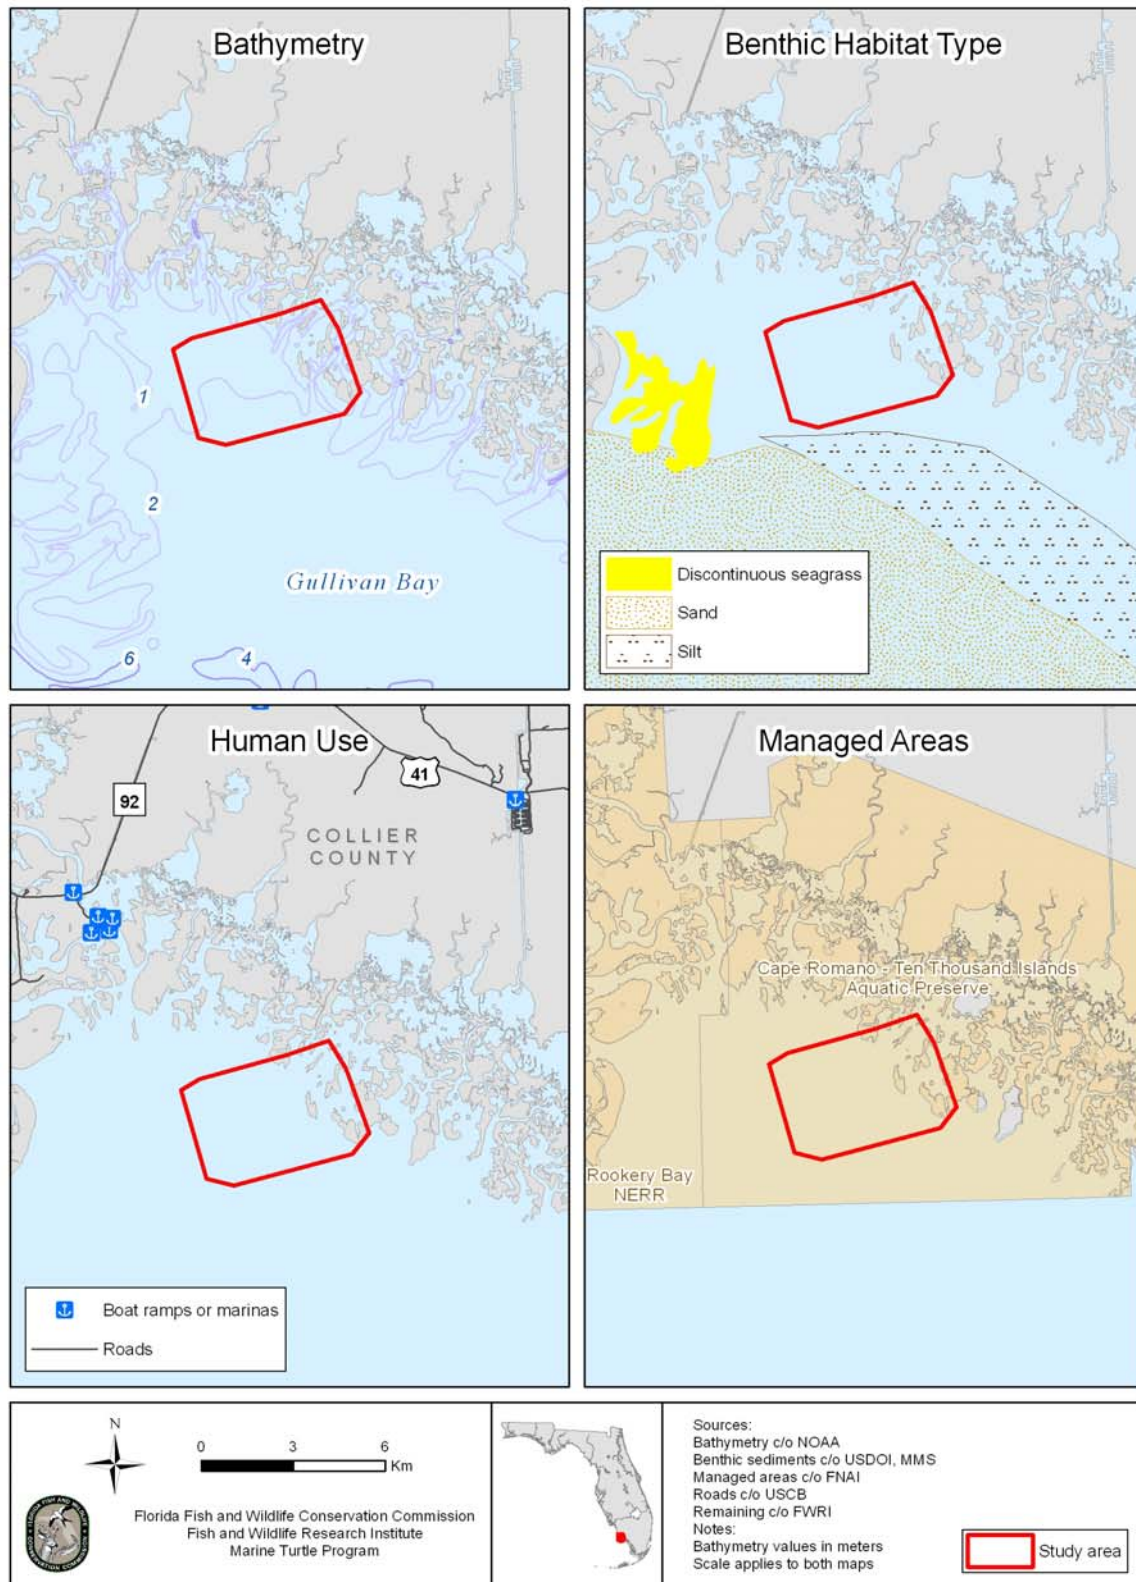 Bathymetry
1
2
Gullivan Bay
6
4
Benthic Habitat Type
Discontinuous seagrass
Sand
Silt
Human Use
41
92
COLLIER
COUNTY
Boat ramps or marinas
Roads
Managed Areas
Cape Romano - Ten Thousand Islands
Aquatic Preserve
Rookery Bay
NERR
N
0 3 6
Km
Florida Fish and Wildlife Conservation Commission
Fish and Wildlife Research Institute
Marine Turtle Program
Sources:
Bathymetry c/o NOAA
Benthic sediments c/o USDOI, MMS
Managed areas c/o FNAI
Roads c/o USCB
Remaining c/o FWRI
Notes:
Bathymetry values in meters
Scale applies to both maps
Study area